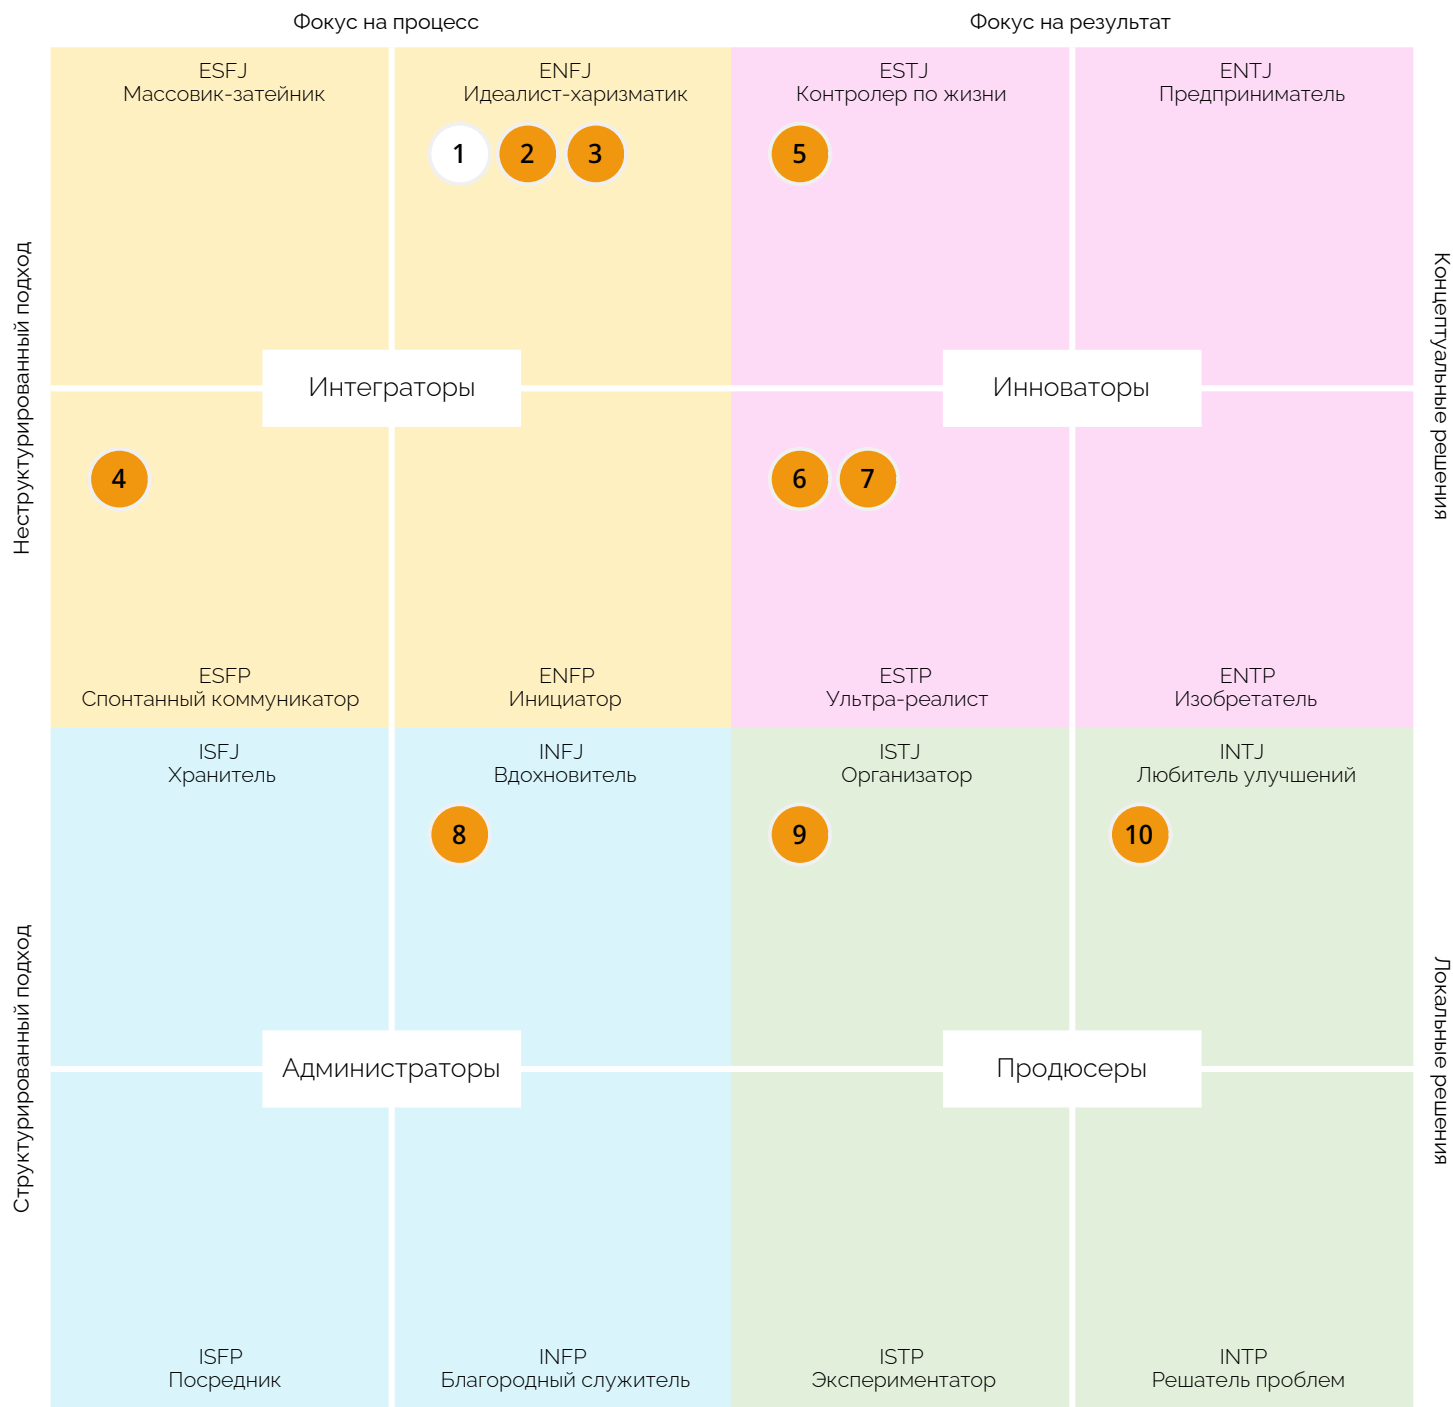 Фокус на процесс
Фокус на результат
ESFJ
Массовик-затейник
ENFJ
Идеалист-харизматик
ESTJ
Контролер по жизни
ENTJ
Предприниматель
1
2
3
5
Неструктурированный подход
Концептуальные решения
Интеграторы
Инноваторы
4
6
7
ESFP
Спонтанный коммуникатор
ENFP
Инициатор
ESTP
Ультра-реалист
ENTP
Изобретатель
ISFJ
Хранитель
INFJ
Вдохновитель
ISTJ
Организатор
INTJ
Любитель улучшений
8
9
10
Структурированный подход
Локальные решения
Администраторы
Продюсеры
ISFP
Посредник
INFP
Благородный служитель
ISTP
Экспериментатор
INTP
Решатель проблем